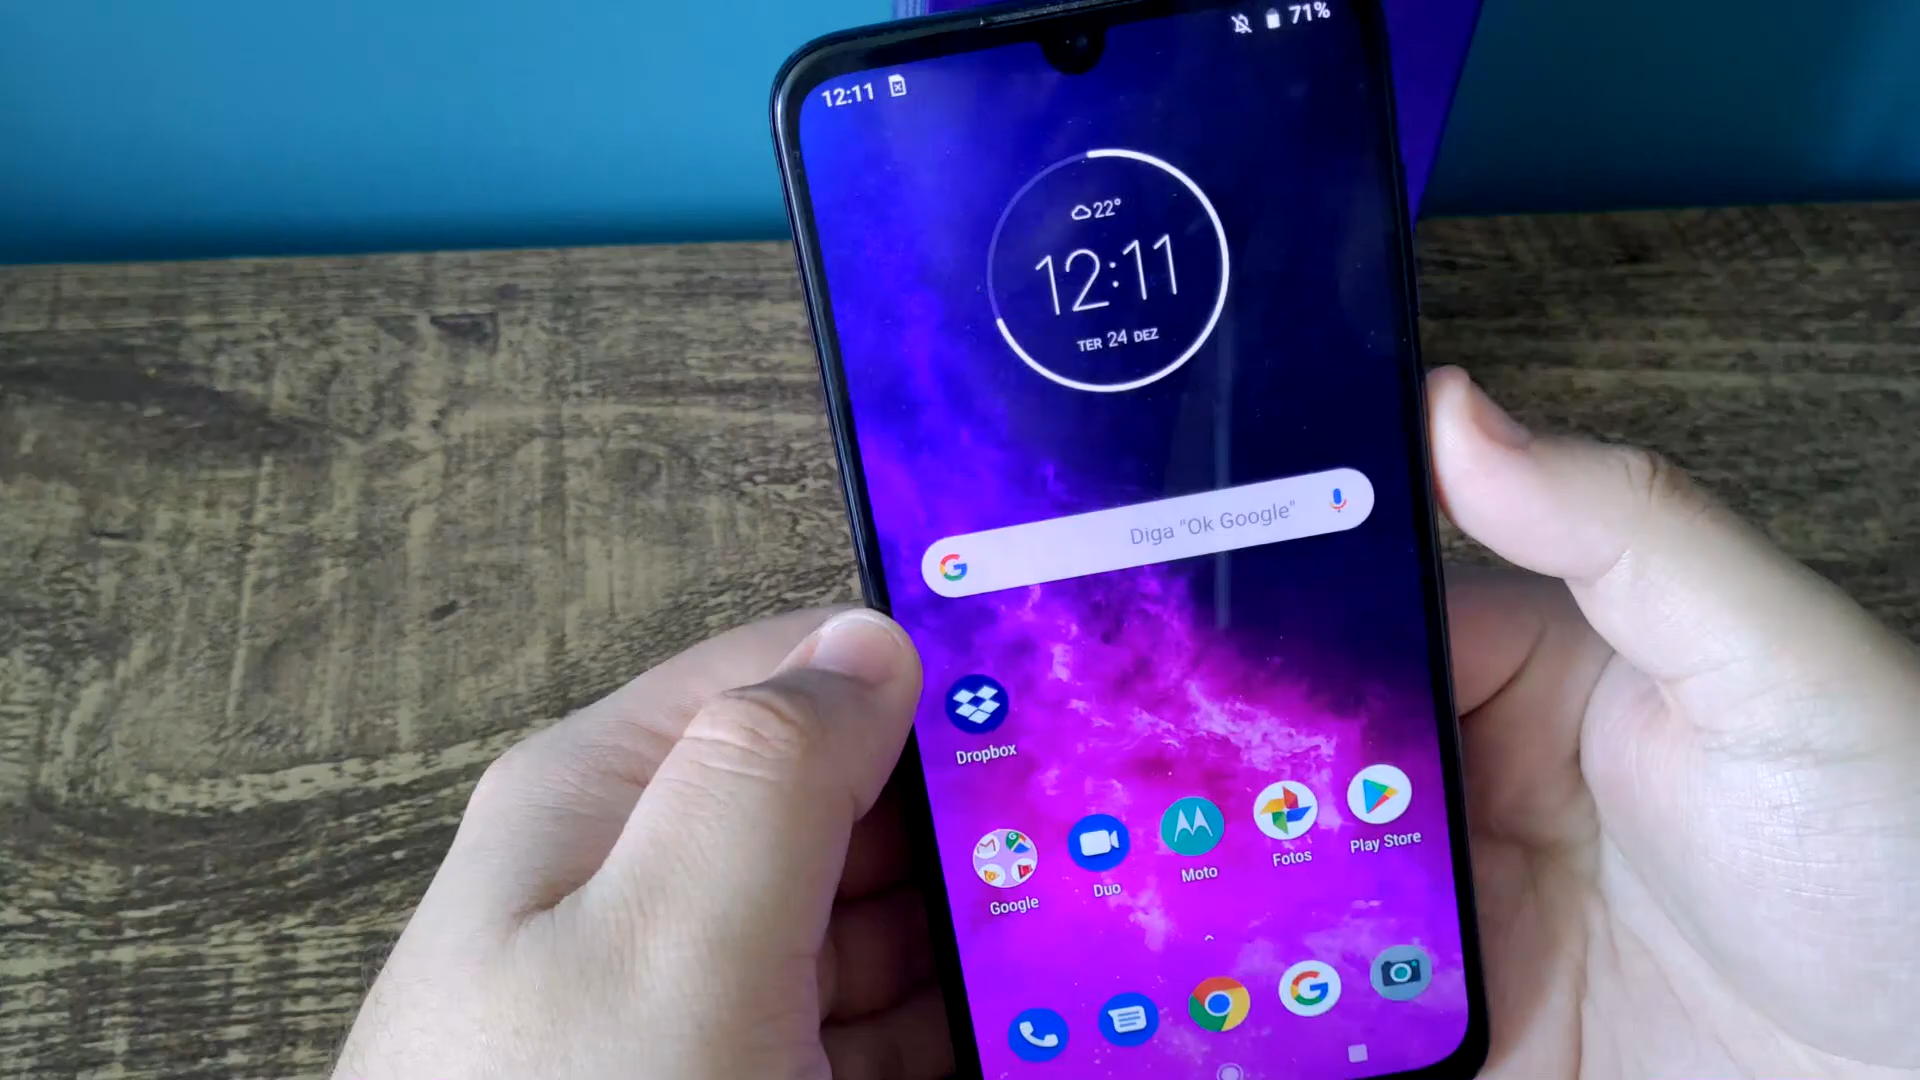 71%
12:11
22°
12:11
TER 24 DEZ
Diga "Ok Google"
Dropbox
Google
Duo
Moto
Fotos
Play Store